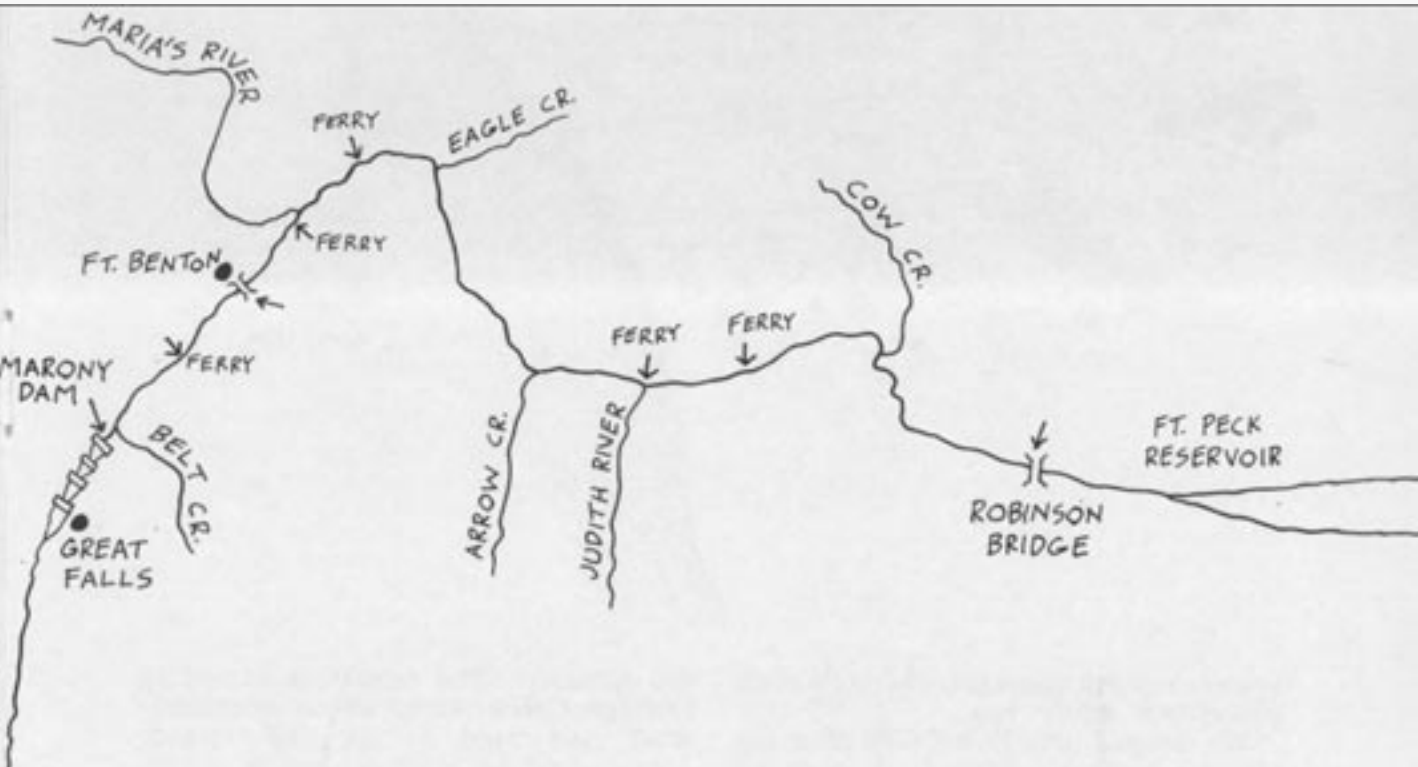 MARIA'S RIVER
FERRY
EAGLE CR.
FERRY
FT. BENTON
COW CR.
FERRY
FERRY
FERRY
MARONY
DAM
BELT CR.
ARROW CR.
JUDITH RIVER
FT. PECK
RESERVOIR
ROBINSON
BRIDGE
GREAT
FALLS